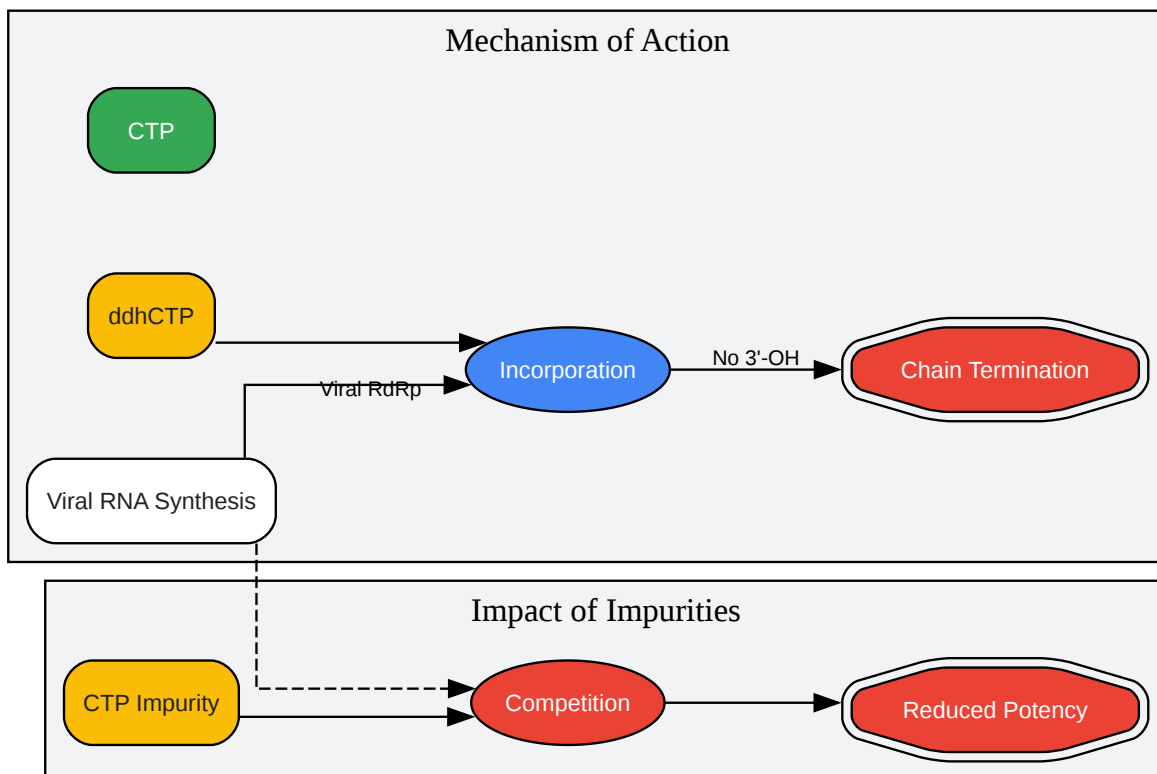 Mechanism of Action
CTP
ddhCTP
Incorporation
No 3'-OH
Chain Termination
Viral RdRp
Viral RNA Synthesis
Impact of Impurities
CTP Impurity
Competition
Reduced Potency